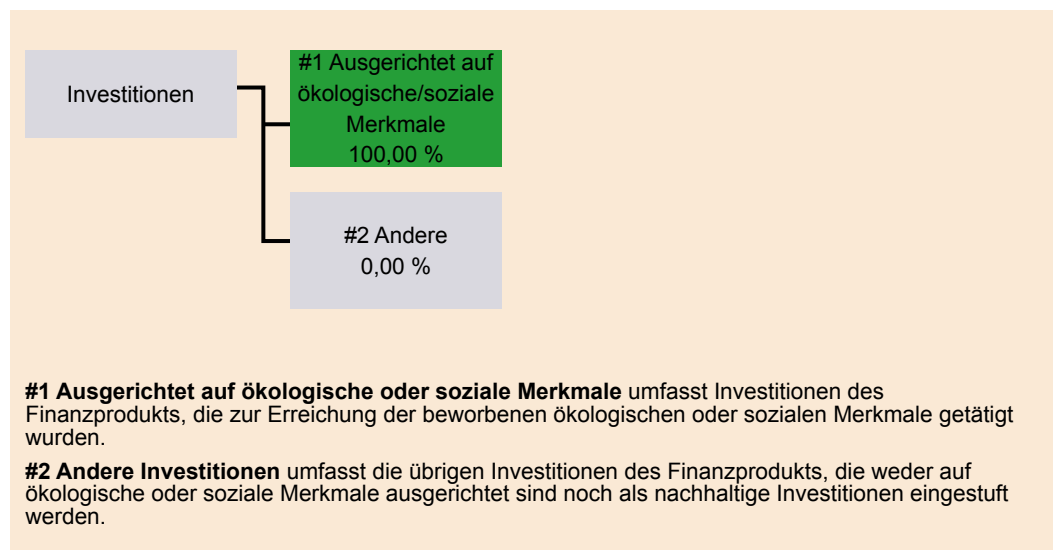 Investitionen
#1 Ausgerichtet auf
ökologische/soziale
Merkmale
100,00 %
#2 Andere
0,00 %
#1 Ausgerichtet auf ökologische oder soziale Merkmale umfasst Investitionen des
Finanzprodukts, die zur Erreichung der beworbenen ökologischen oder sozialen Merkmale getätigt
wurden.
#2 Andere Investitionen umfasst die übrigen Investitionen des Finanzprodukts, die weder auf
ökologische oder soziale Merkmale ausgerichtet sind noch als nachhaltige Investitionen eingestuft
werden.